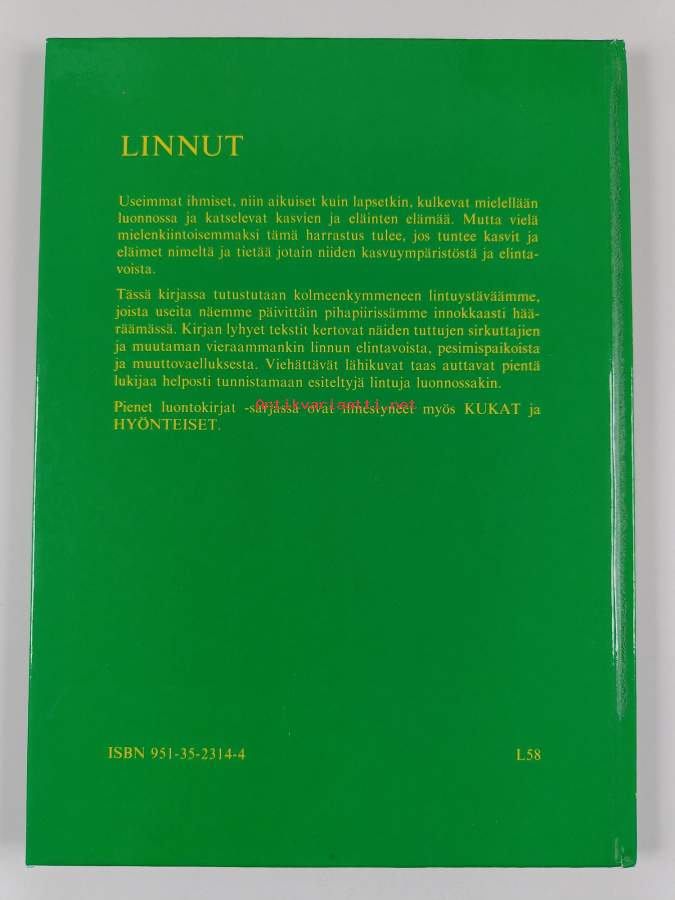 LINNUT
Useimmat ihmiset, niin aikuiset kuin lapsetkin, kulkevat mielellään
luonnossa ja katselevat kasvien ja eläinten elämää. Mutta vielä
mielenkiintoisemmaksi tämä harrastus tulee, jos tuntee kasvit ja
eläimet nimeltä ja tietää jotain niiden kasvuympäristöstä ja elinta-
voista.
Tässä kirjassa tutustutaan kolmeenkymmeneen lintuystäväämme,
joista useita näemme päivittäin pihapiirissämme innokkaasti hää-
räämässä. Kirjan lyhyet tekstit kertovat näiden tuttujen sirkuttajien
ja muutaman vieraammankin linnun elintavoista, pesimispaikoista
ja muuttovaelluksesta. Viehättävät lähikuvat taas auttavat pientä
lukijaa helposti tunnistamaan esiteltyjä lintuja luonnossakin.
Pienet luontokirjat -sarjassa ovat ilmestyneet myös KUKAT ja
Antikvariaatti.net
HYÖNTEISET.
ISBN 951-35-2314-4 L58